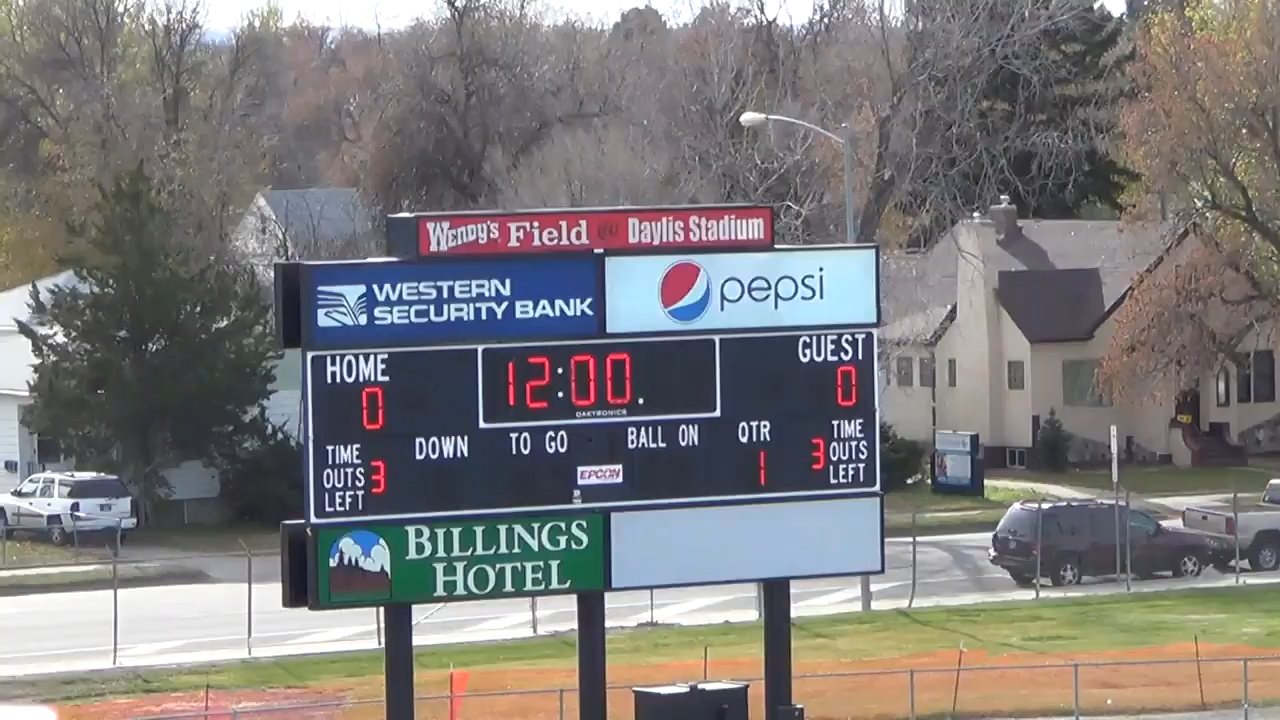 WENDY'S Field at Daylis Stadium
WESTERN
SECURITY BANK
pepsi
HOME
12:00.
GUEST
0
0
DAKTRONICS
DOWN
TO GO
BALL ON
QTR
TIME
OUTS
LEFT
3
EPCON
1
3
TIME
OUTS
LEFT
BILLINGS
HOTEL